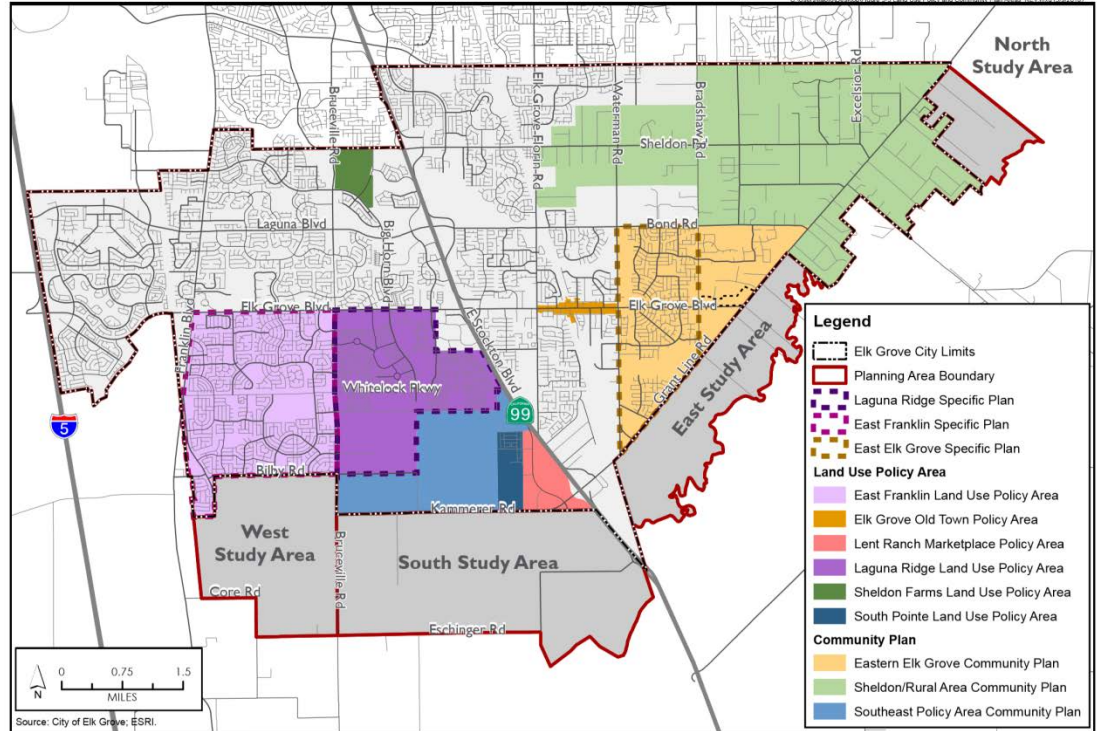 North
Study Area
Excelsior Rd
Bruceville Rd
Elk Grove Florin Rd
Waterman Rd
Bradshaw Rd
Sheldon Rd
Laguna Blvd
Big Horn Blvd
Bond Rd
Franklin Blvd
Elk Grove Blvd
E Stockton Blvd
Elk Grove Blvd
Grant Line Rd
East Study Area
Whitelock Pkwy
99
5
Bilby Rd
Kammerer Rd
West
Study Area
South Study Area
Bruceville Rd
Core Rd
Eschinger Rd
Legend
Elk Grove City Limits
Planning Area Boundary
Laguna Ridge Specific Plan
East Franklin Specific Plan
East Elk Grove Specific Plan
Land Use Policy Area
East Franklin Land Use Policy Area
Elk Grove Old Town Policy Area
Lent Ranch Marketplace Policy Area
Laguna Ridge Land Use Policy Area
Sheldon Farms Land Use Policy Area
South Pointe Land Use Policy Area
Community Plan
Eastern Elk Grove Community Plan
Sheldon/Rural Area Community Plan
Southeast Policy Area Community Plan
0 0.75 1.5
N
MILES
Source: City of Elk Grove; ESRI.